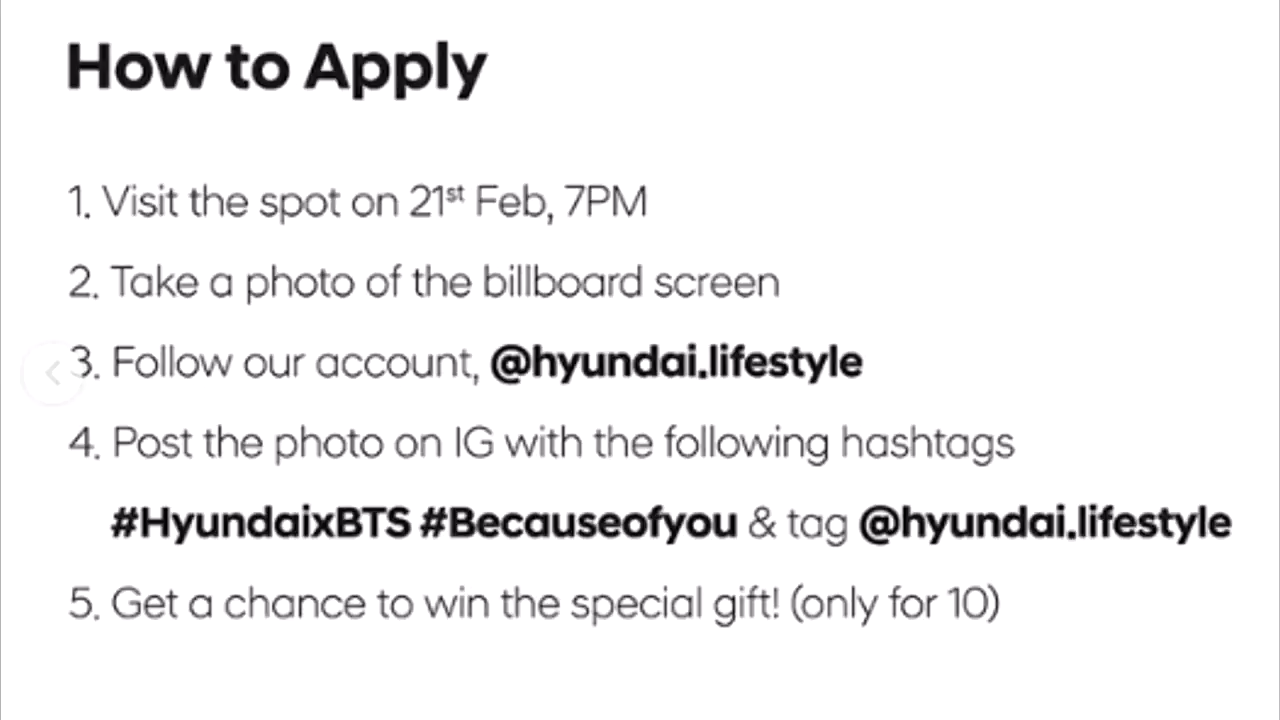 How to Apply
1. Visit the spot on 21st Feb, 7PM
2. Take a photo of the billboard screen
3. Follow our account, @hyundai.lifestyle
4. Post the photo on IG with the following hashtags
#HyundaixBTS #Becauseofyou & tag @hyundai.lifestyle
5. Get a chance to win the special gift! (only for 10)